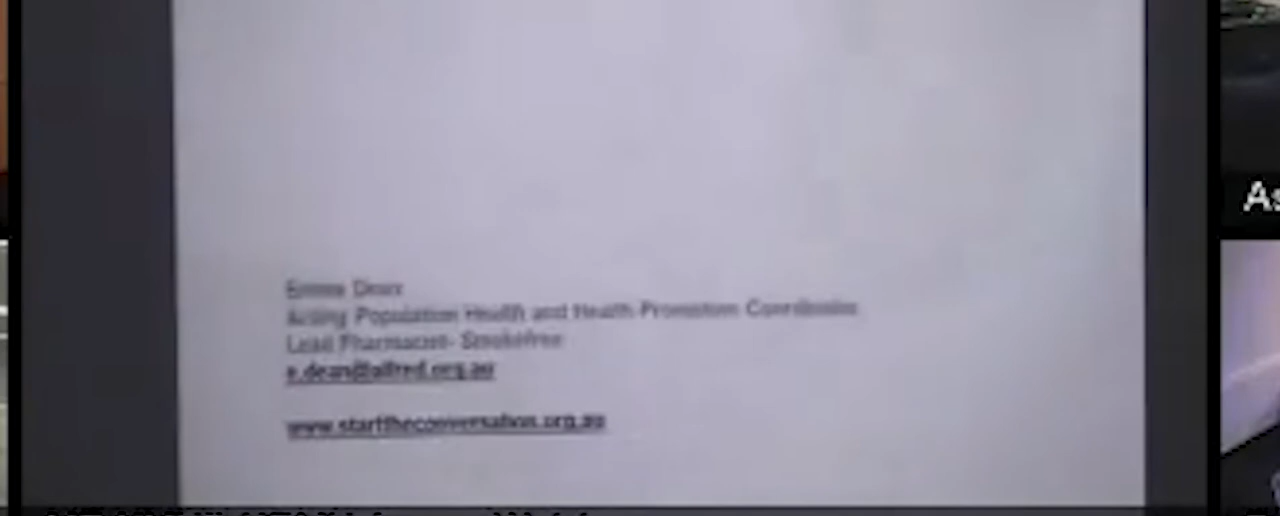 Emma Dean
Acting Population Health and Health Promotion Coordinator
Lead Pharmacist- Smokefree
e.dean@alfred.org.au
www.starttheconversation.org.au
As